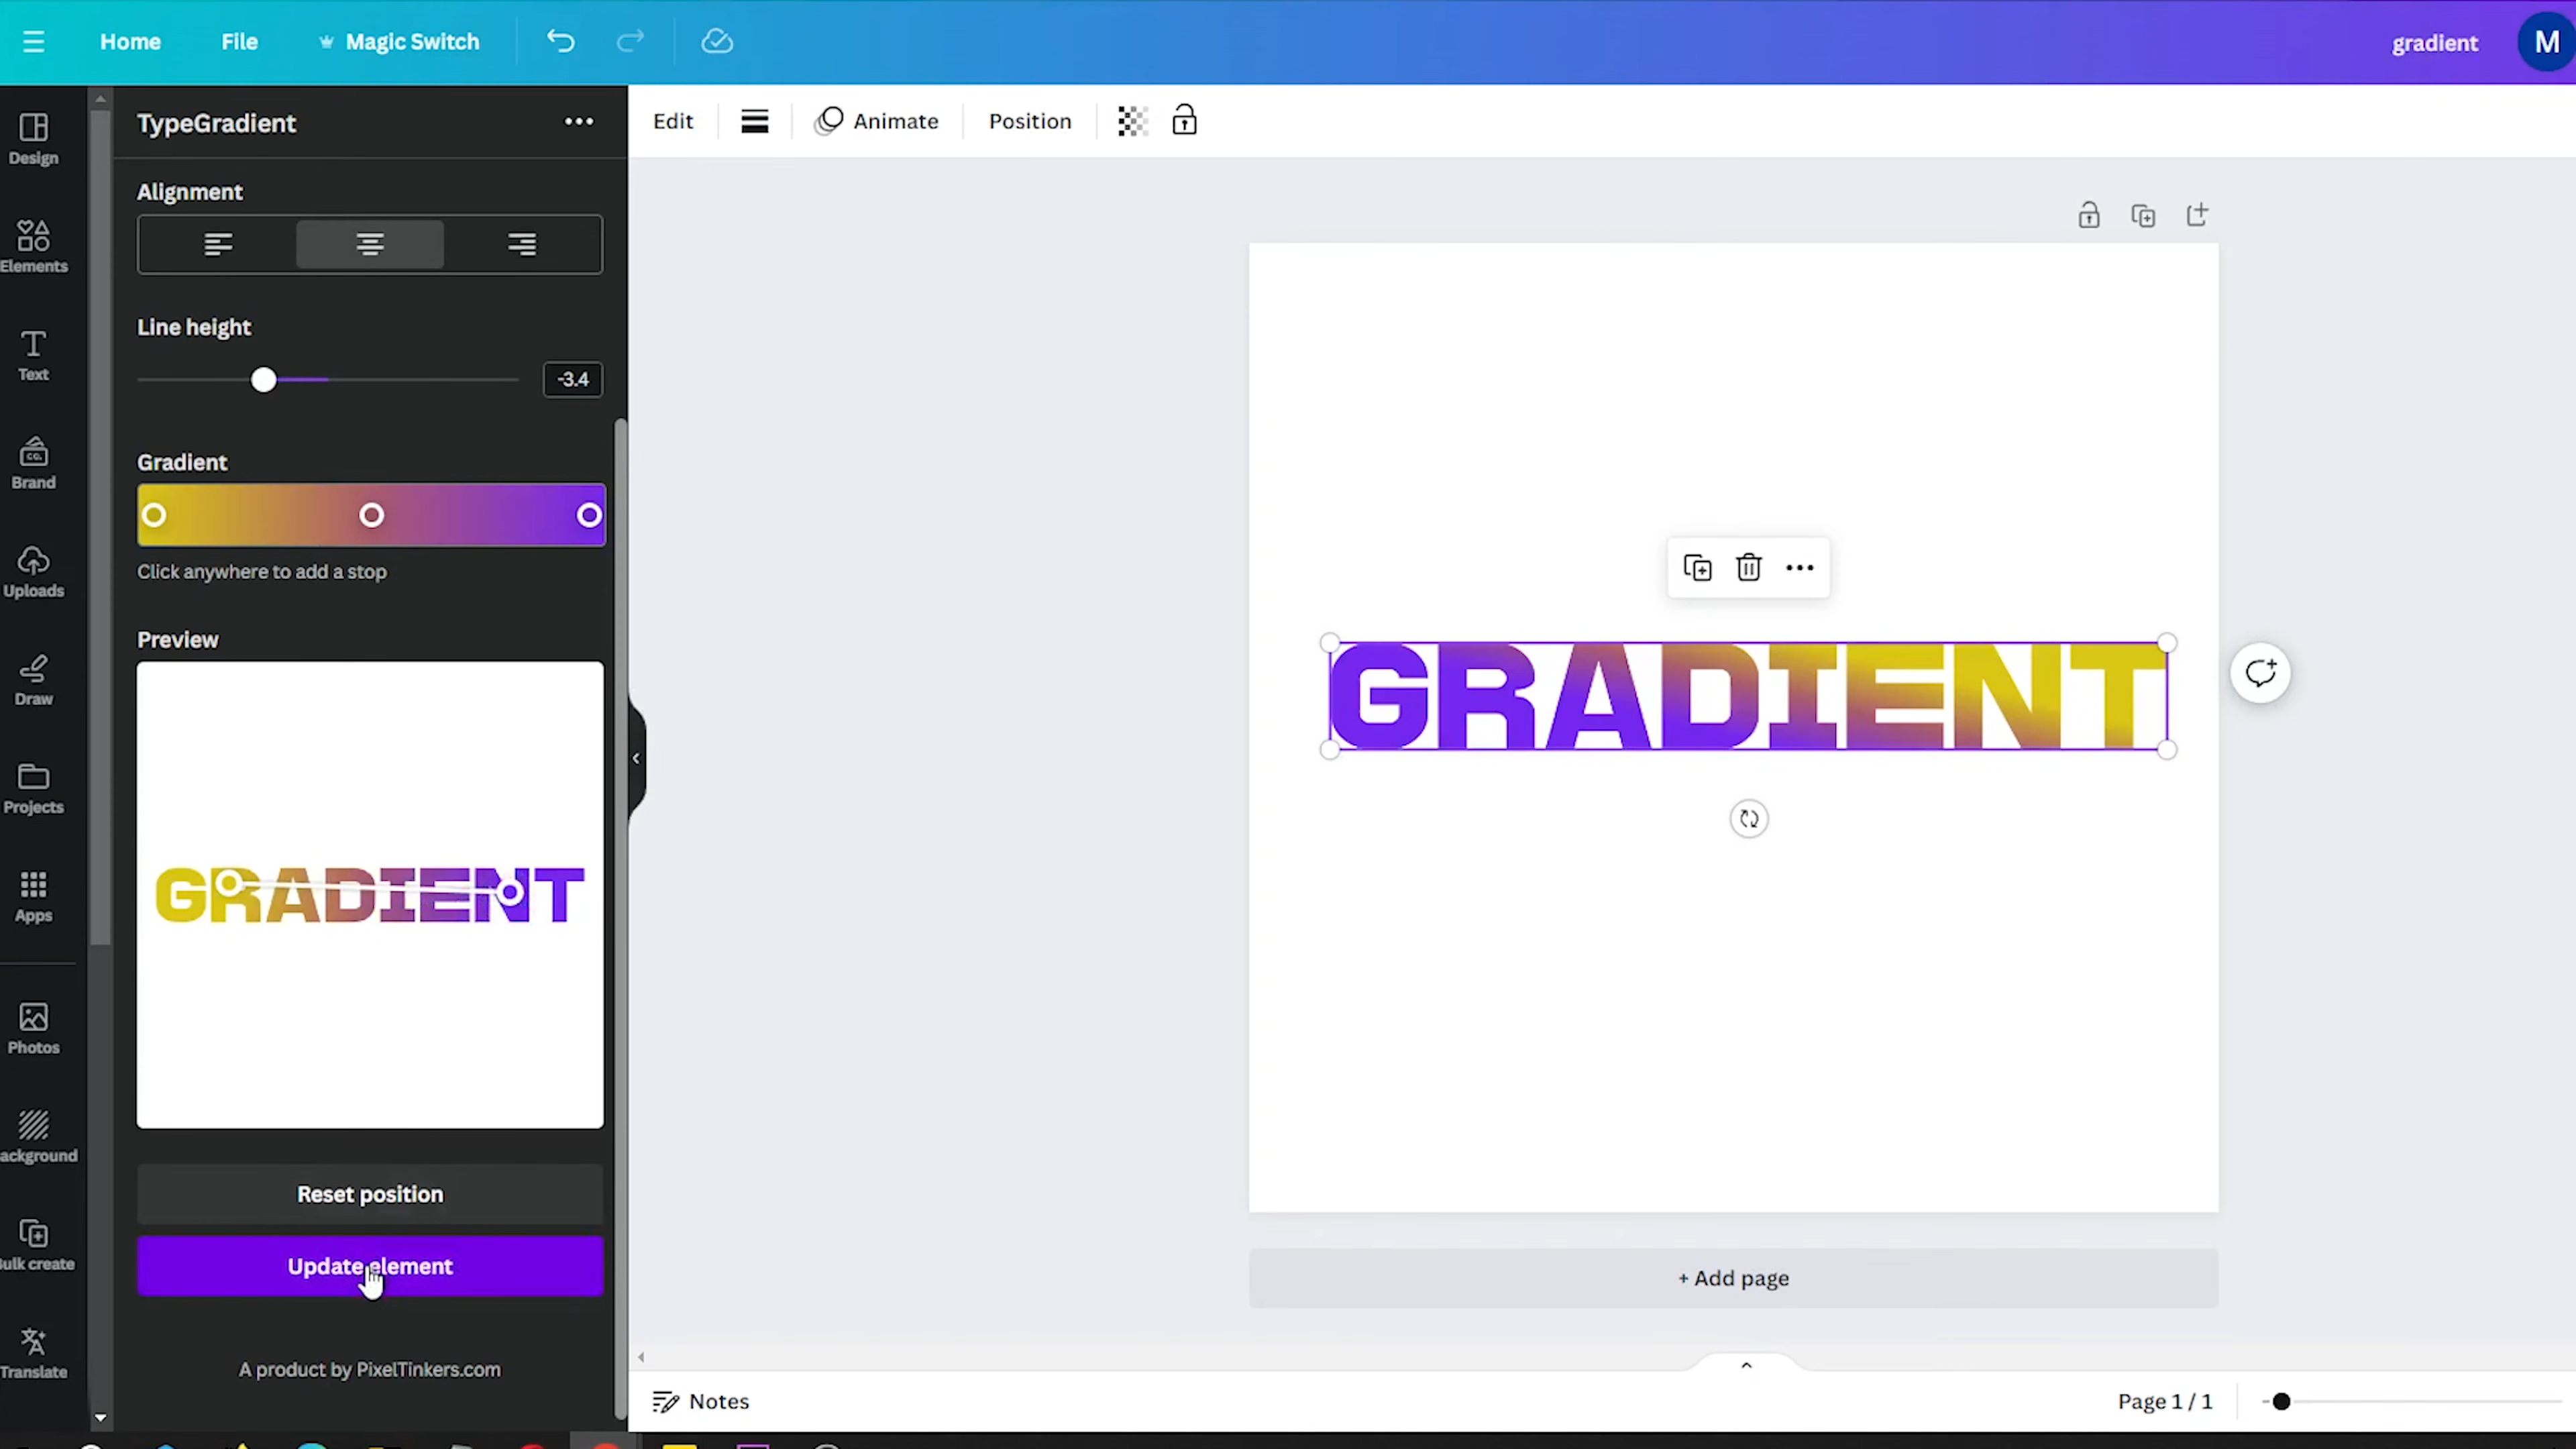 Home
File
Magic Switch
gradient
M
Design
Elements
Text
CO.
Brand
Uploads
Draw
Projects
Apps
Photos
ackground
ulk create
Translate
TypeGradient
Alignment
Line height
-3.4
Gradient
Click anywhere to add a stop
Preview
GRADIENT
Reset position
Update element
A product by PixelTinkers.com
Edit
Animate
Position
GRADIENT
+ Add page
Notes
Page 1 / 1